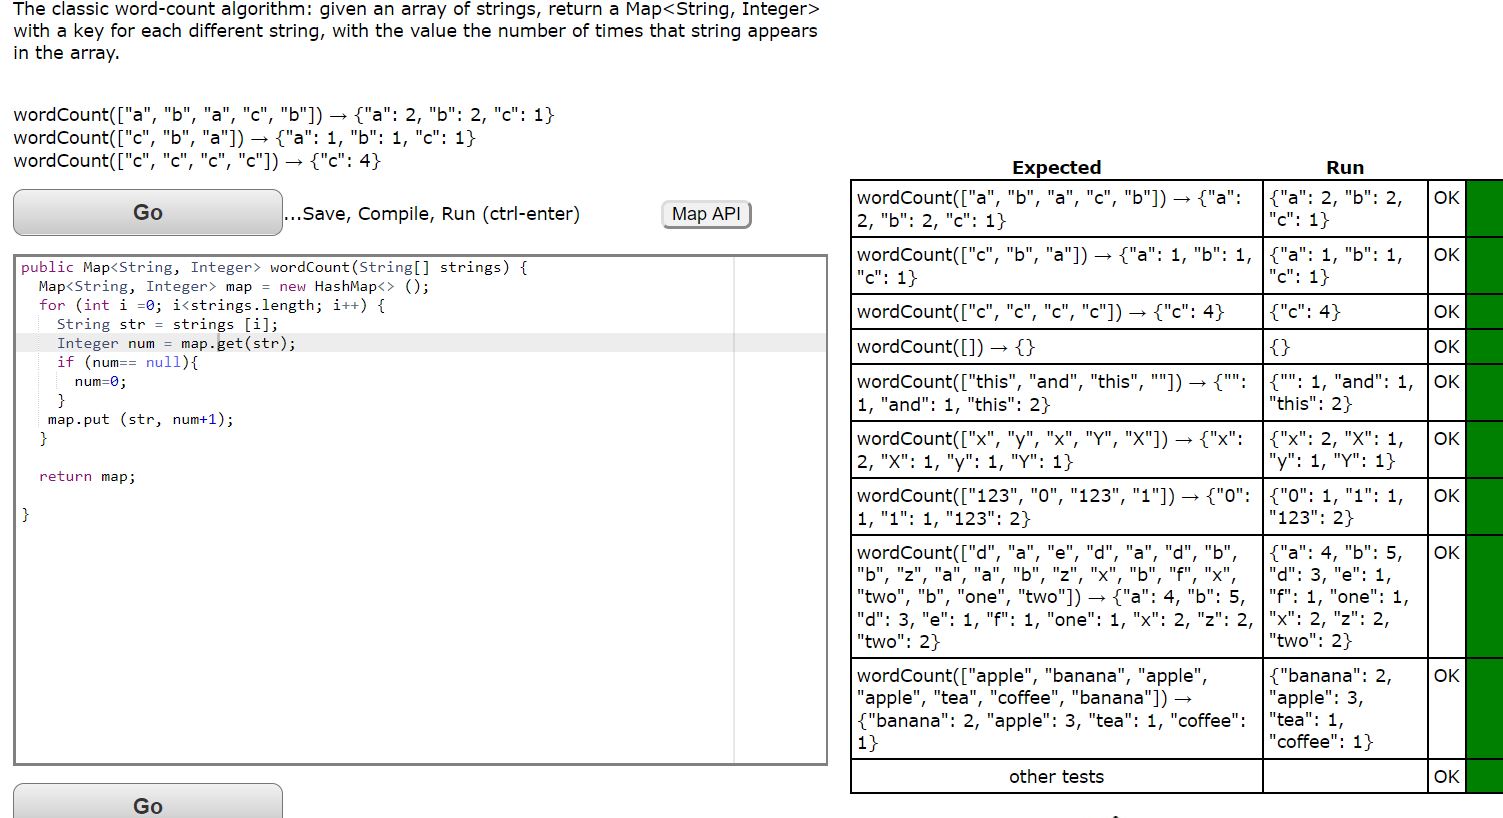 The classic word-count algorithm: given an array of strings, return a Map<String, Integer>
with a key for each different string, with the value the number of times that string appears
in the array.
wordCount(["a", "b", "a", "c", "b"]) → {"a": 2, "b": 2, "c": 1}
wordCount(["c", "b", "a"]) → {"a": 1, "b": 1, "c": 1}
wordCount(["c", "c", "c", "c"]) → {"c": 4}
Go
...Save, Compile, Run (ctrl-enter)
Map API
public Map<String, Integer> wordCount(String[] strings) {
  Map<String, Integer> map = new HashMap<> ();
  for (int i =0; i<strings.length; i++) {
    String str = strings [i];
    Integer num = map.get(str);
    if (num== null){
      num=0;
    }
   map.put (str, num+1);
  }
  return map;
}
Go
Expected
Run
wordCount(["a", "b", "a", "c", "b"]) → {"a":
2, "b": 2, "c": 1}
{"a": 2, "b": 2,
"c": 1}
OK
wordCount(["c", "b", "a"]) → {"a": 1, "b": 1,
"c": 1}
{"a": 1, "b": 1,
"c": 1}
OK
wordCount(["c", "c", "c", "c"]) → {"c": 4}
{"c": 4}
OK
wordCount([]) → {}
{}
OK
wordCount(["this", "and", "this", ""]) → {"":
1, "and": 1, "this": 2}
{"": 1, "and": 1,
"this": 2}
OK
wordCount(["x", "y", "x", "Y", "X"]) → {"x":
2, "X": 1, "y": 1, "Y": 1}
{"x": 2, "X": 1,
"y": 1, "Y": 1}
OK
wordCount(["123", "0", "123", "1"]) → {"0":
1, "1": 1, "123": 2}
{"0": 1, "1": 1,
"123": 2}
OK
wordCount(["d", "a", "e", "d", "a", "d", "b",
"b", "z", "a", "a", "b", "z", "x", "b", "f", "x",
"two", "b", "one", "two"]) → {"a": 4, "b": 5,
"d": 3, "e": 1, "f": 1, "one": 1, "x": 2, "z": 2,
"two": 2}
{"a": 4, "b": 5,
"d": 3, "e": 1,
"f": 1, "one": 1,
"x": 2, "z": 2,
"two": 2}
OK
wordCount(["apple", "banana", "apple",
"apple", "tea", "coffee", "banana"]) →
{"banana": 2, "apple": 3, "tea": 1, "coffee":
1}
{"banana": 2,
"apple": 3,
"tea": 1,
"coffee": 1}
OK
other tests
OK